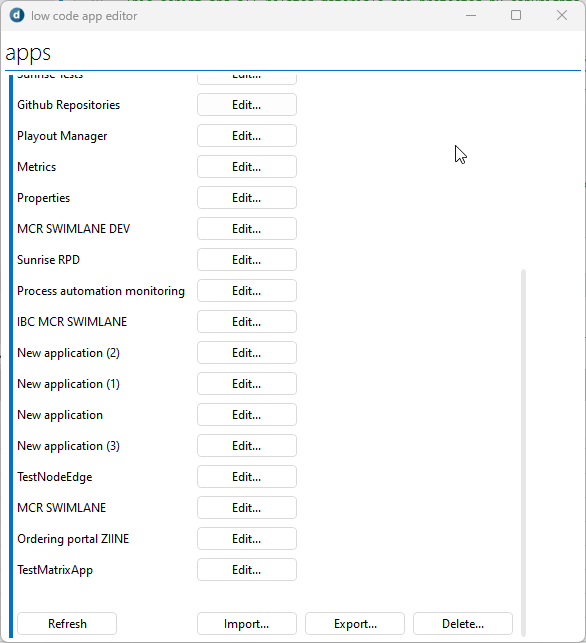 low code app editor
apps
Sunrise Tests Edit...
Github Repositories Edit...
Playout Manager Edit...
Metrics Edit...
Properties Edit...
MCR SWIMLANE DEV Edit...
Sunrise RPD Edit...
Process automation monitoring Edit...
IBC MCR SWIMLANE Edit...
New application (2) Edit...
New application (1) Edit...
New application Edit...
New application (3) Edit...
TestNodeEdge Edit...
MCR SWIMLANE Edit...
Ordering portal ZIINE Edit...
TestMatrixApp Edit...
Refresh Import... Export... Delete...